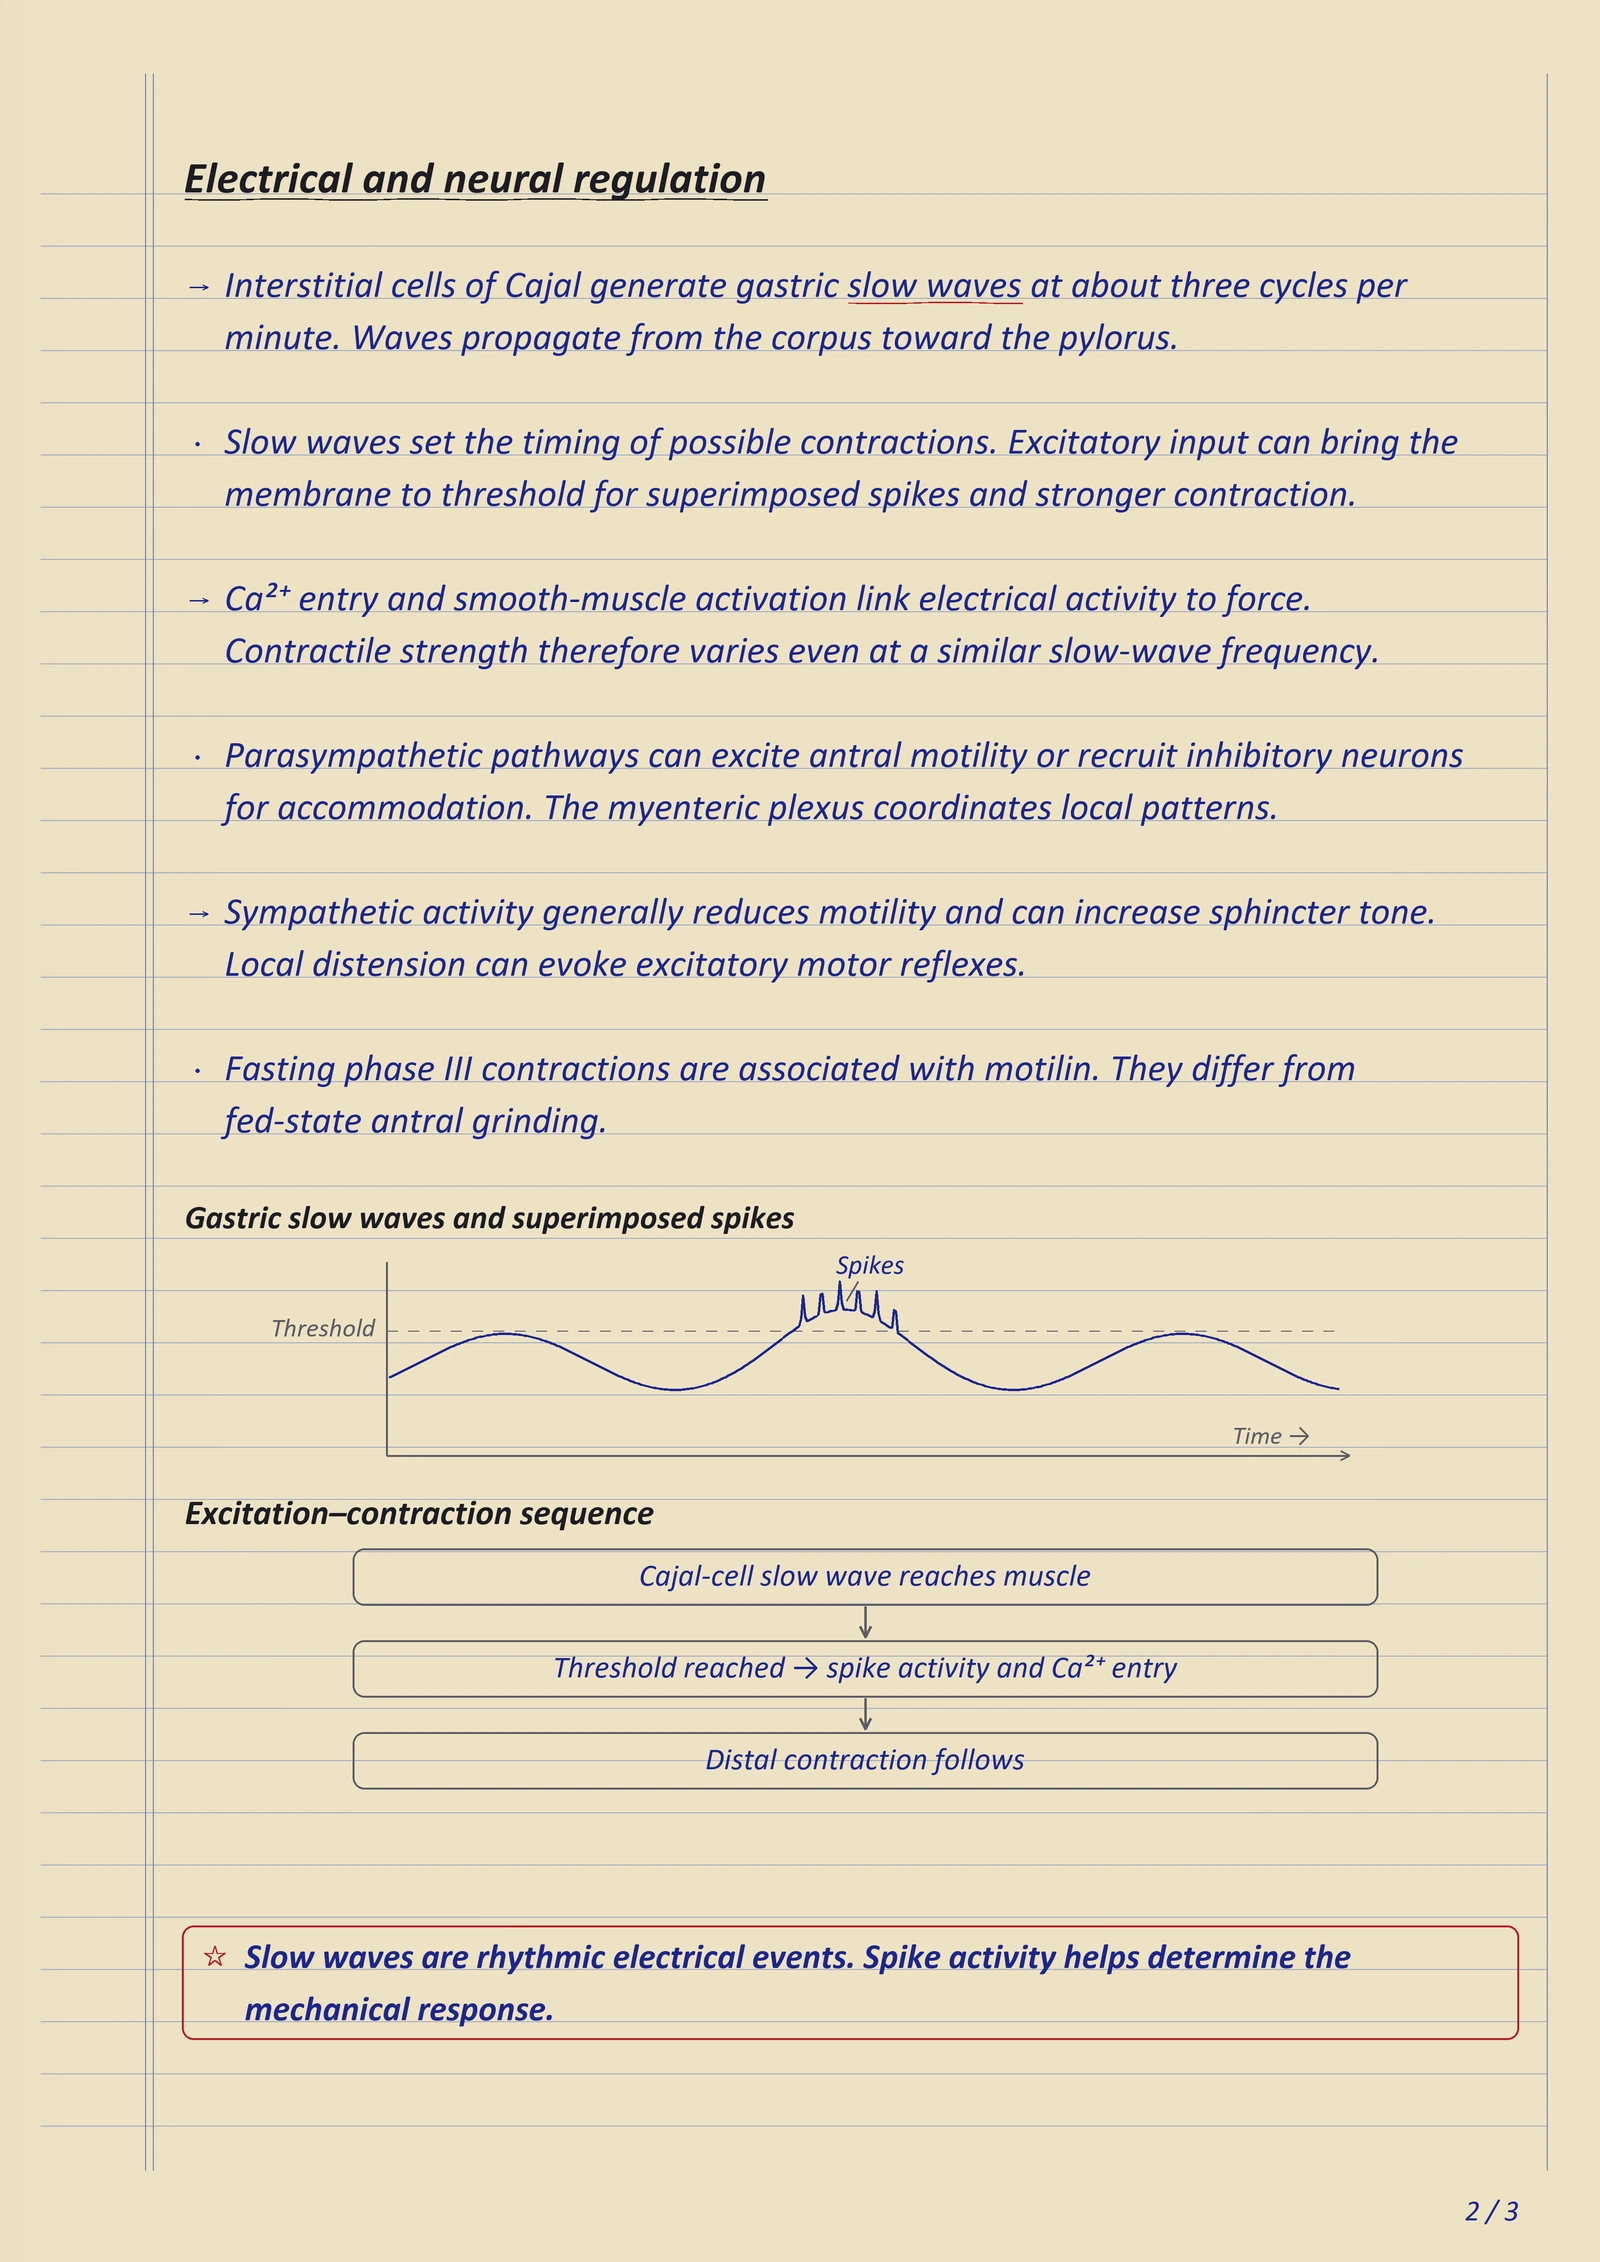 Electrical and neural regulation
→ Interstitial cells of Cajal generate gastric slow waves at about three cycles per
minute. Waves propagate from the corpus toward the pylorus.
· Slow waves set the timing of possible contractions. Excitatory input can bring the
membrane to threshold for superimposed spikes and stronger contraction.
→ Ca²⁺ entry and smooth-muscle activation link electrical activity to force.
Contractile strength therefore varies even at a similar slow-wave frequency.
· Parasympathetic pathways can excite antral motility or recruit inhibitory neurons
for accommodation. The myenteric plexus coordinates local patterns.
→ Sympathetic activity generally reduces motility and can increase sphincter tone.
Local distension can evoke excitatory motor reflexes.
· Fasting phase III contractions are associated with motilin. They differ from
fed-state antral grinding.
Gastric slow waves and superimposed spikes
Spikes
Threshold
Time →
Excitation–contraction sequence
Cajal-cell slow wave reaches muscle
Threshold reached → spike activity and Ca²⁺ entry
Distal contraction follows
☆ Slow waves are rhythmic electrical events. Spike activity helps determine the
mechanical response.
2 / 3